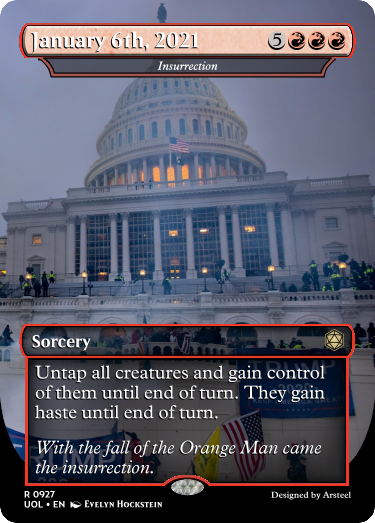 January 6th, 2021 5
Insurrection
Sorcery
Untap all creatures and gain control
of them until end of turn. They gain
haste until end of turn.
With the fall of the Orange Man came
the insurrection.
TRUMP
TRUMP
R 0927
UOL • EN Evelyn Hockstein
Designed by Arsteel